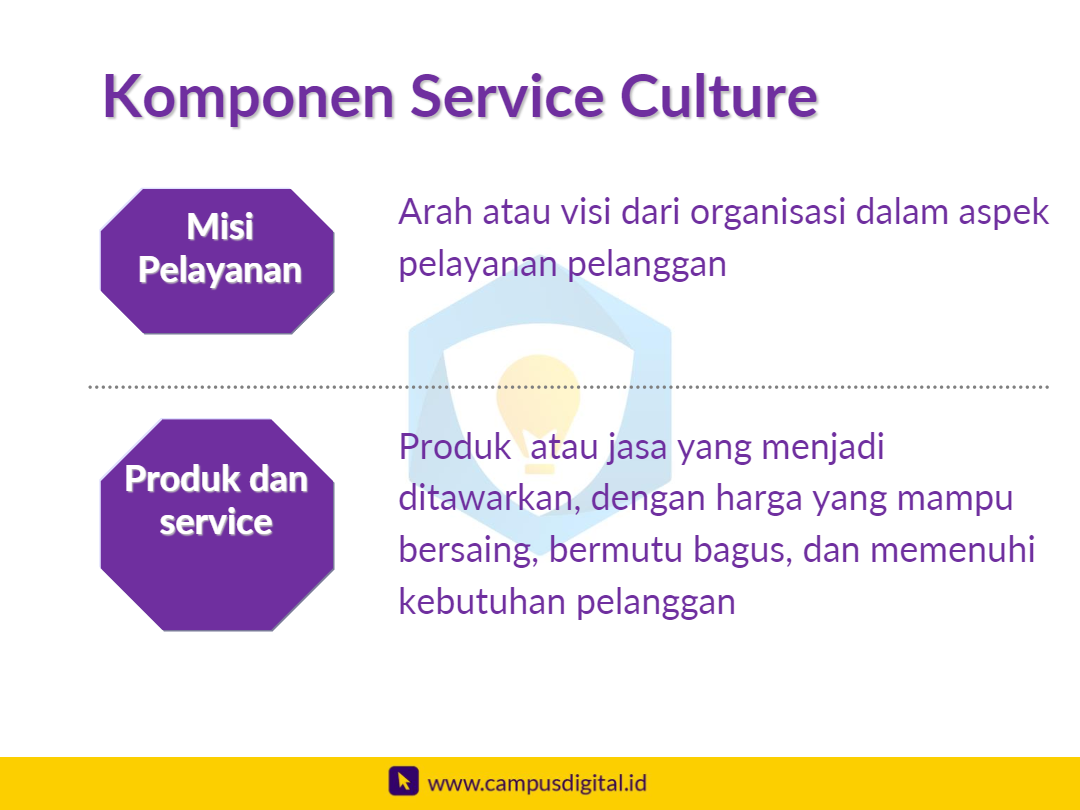 Komponen Service Culture
Misi
Pelayanan
Arah atau visi dari organisasi dalam aspek
pelayanan pelanggan
Produk dan
service
Produk  atau jasa yang menjadi
ditawarkan, dengan harga yang mampu
bersaing, bermutu bagus, dan memenuhi
kebutuhan pelanggan
www.campusdigital.id